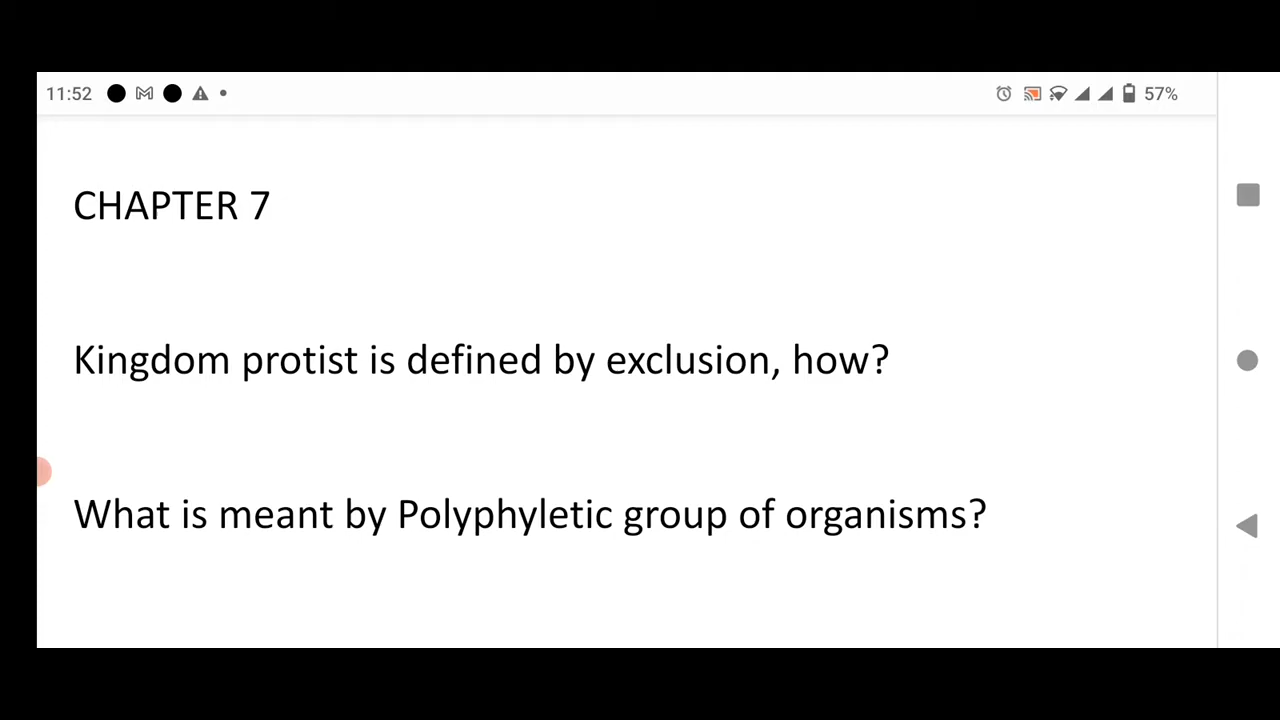 11:52 57%
CHAPTER 7
Kingdom protist is defined by exclusion, how?
What is meant by Polyphyletic group of organisms?